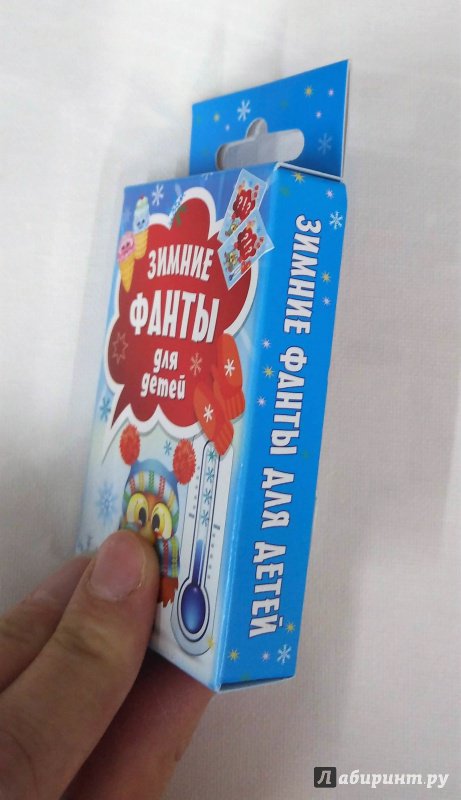 ЗИМНИЕ
ФАНТЫ
для
детей
ЗИМНИЕ ФАНТЫ ДЛЯ ДЕТЕЙ
Лабиринт.ру